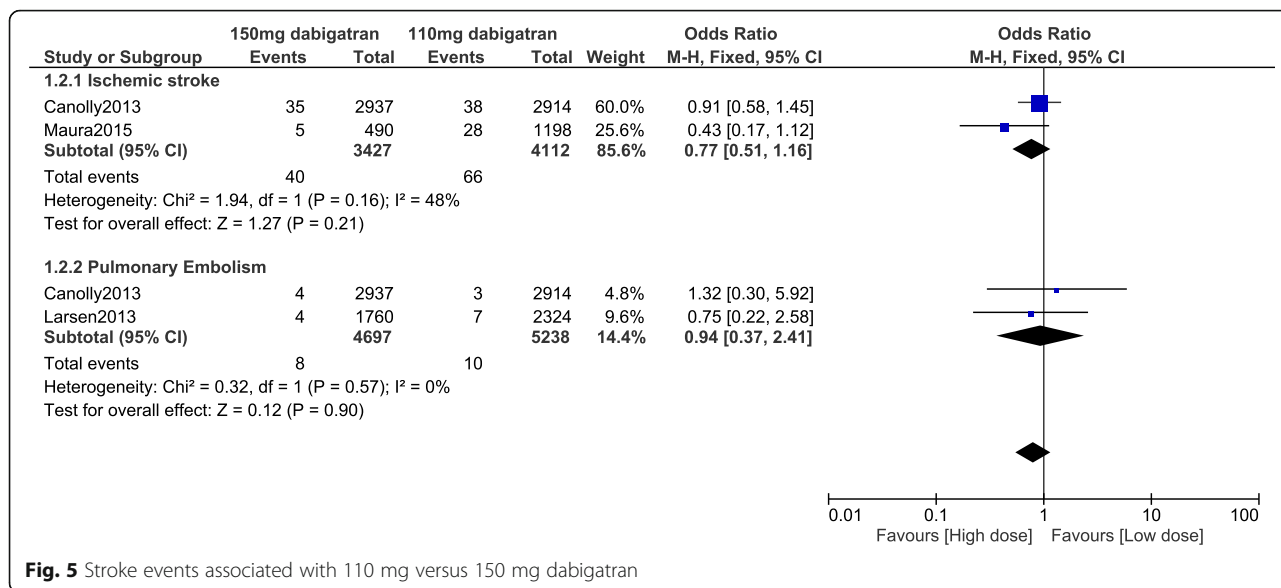 150mg dabigatran 110mg dabigatran Odds Ratio Odds Ratio
Study or Subgroup Events Total Events Total Weight M-H, Fixed, 95% CI M-H, Fixed, 95% CI
1.2.1 Ischemic stroke
Canolly2013 35 2937 38 2914 60.0% 0.91 [0.58, 1.45]
Maura2015 5 490 28 1198 25.6% 0.43 [0.17, 1.12]
Subtotal (95% CI) 3427 4112 85.6% 0.77 [0.51, 1.16]
Total events 40 66
Heterogeneity: Chi² = 1.94, df = 1 (P = 0.16); I² = 48%
Test for overall effect: Z = 1.27 (P = 0.21)
1.2.2 Pulmonary Embolism
Canolly2013 4 2937 3 2914 4.8% 1.32 [0.30, 5.92]
Larsen2013 4 1760 7 2324 9.6% 0.75 [0.22, 2.58]
Subtotal (95% CI) 4697 5238 14.4% 0.94 [0.37, 2.41]
Total events 8 10
Heterogeneity: Chi² = 0.32, df = 1 (P = 0.57); I² = 0%
Test for overall effect: Z = 0.12 (P = 0.90)
0.01 0.1 1 10 100
Favours [High dose] Favours [Low dose]
Fig. 5 Stroke events associated with 110 mg versus 150 mg dabigatran